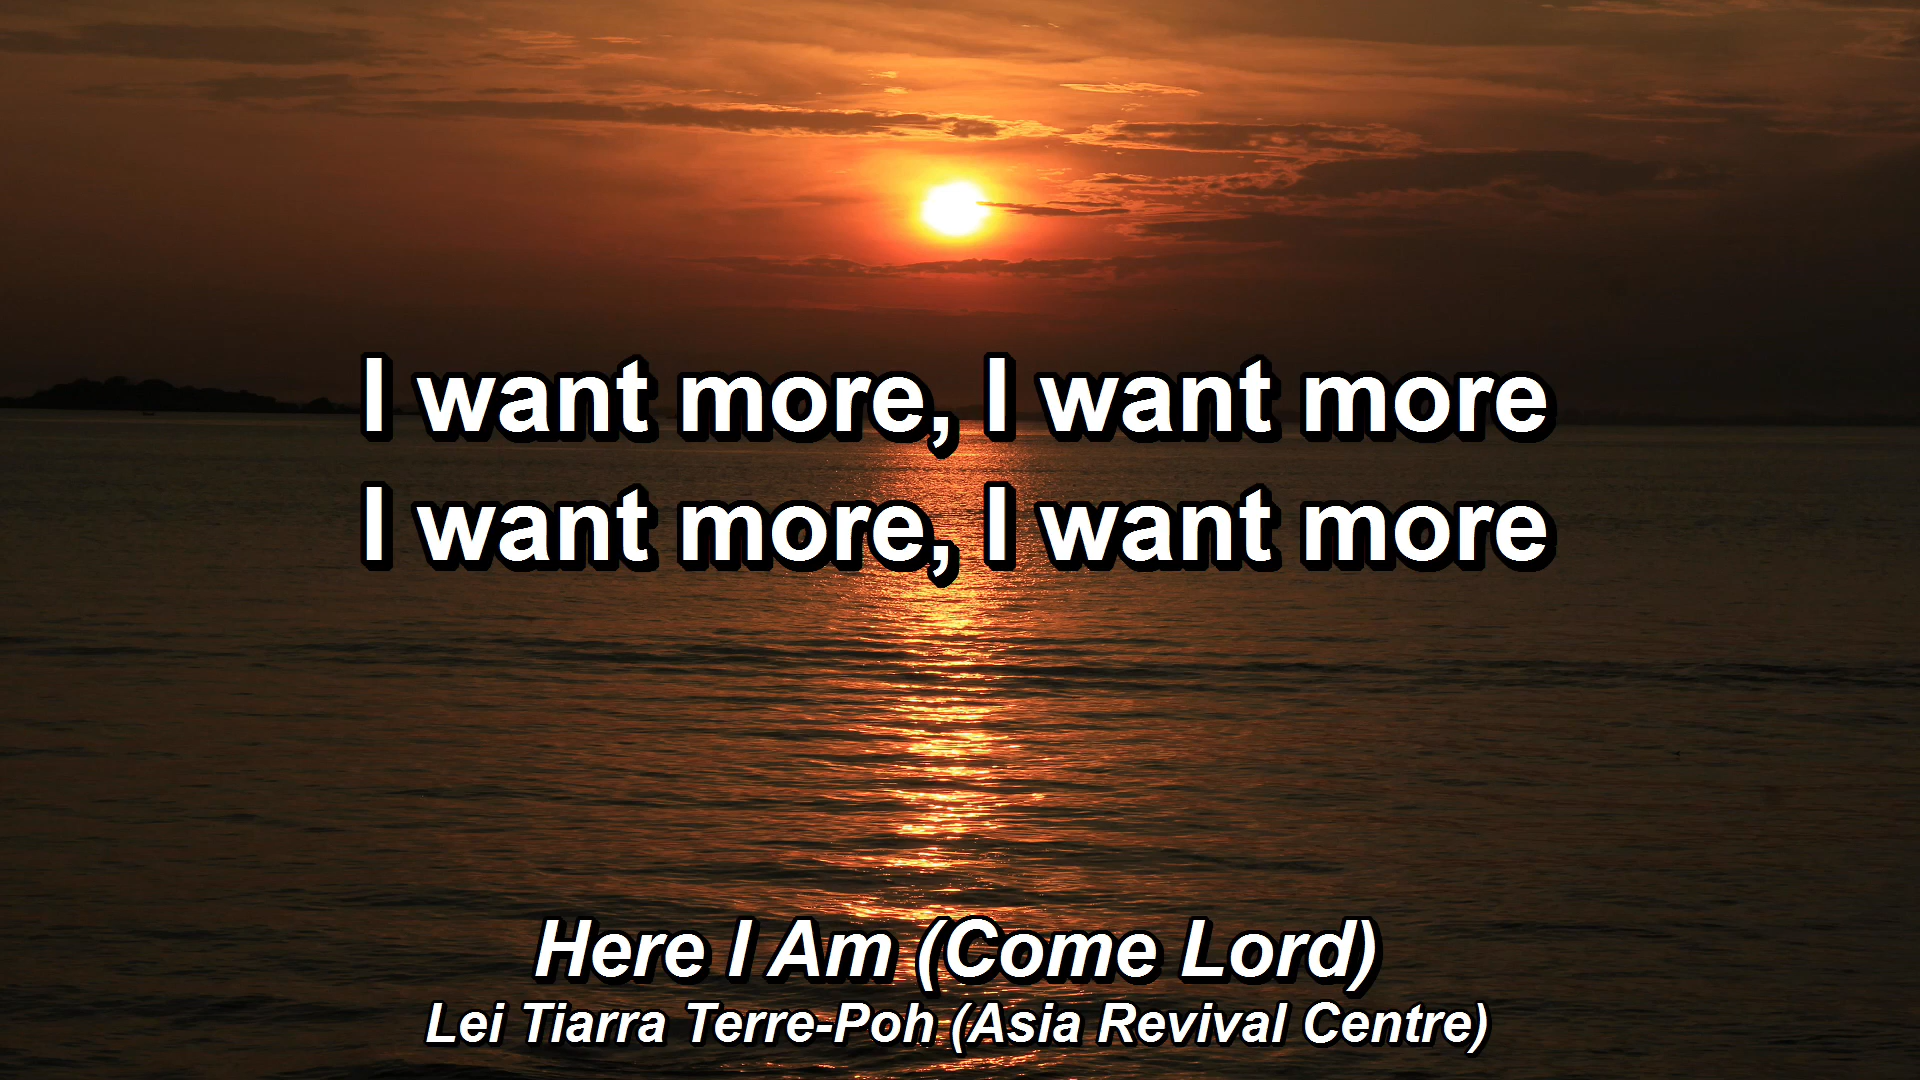 I want more, I want more
I want more, I want more
Here I Am (Come Lord)
Lei Tiarra Terre-Poh (Asia Revival Centre)